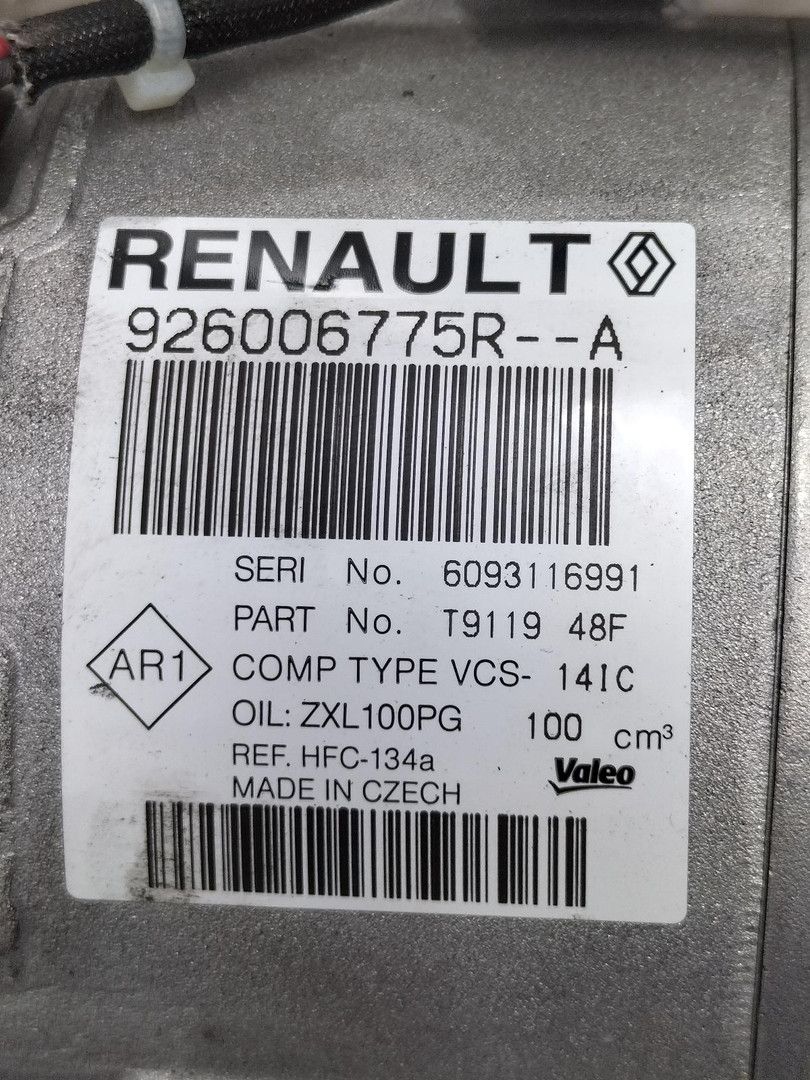 RENAULT
926006775R--A
SERI No. 6093116991
PART No. T9119 48F
AR1
COMP TYPE VCS- 14IC
OIL: ZXL100PG 100 cm³
REF. HFC-134a
Valeo
MADE IN CZECH